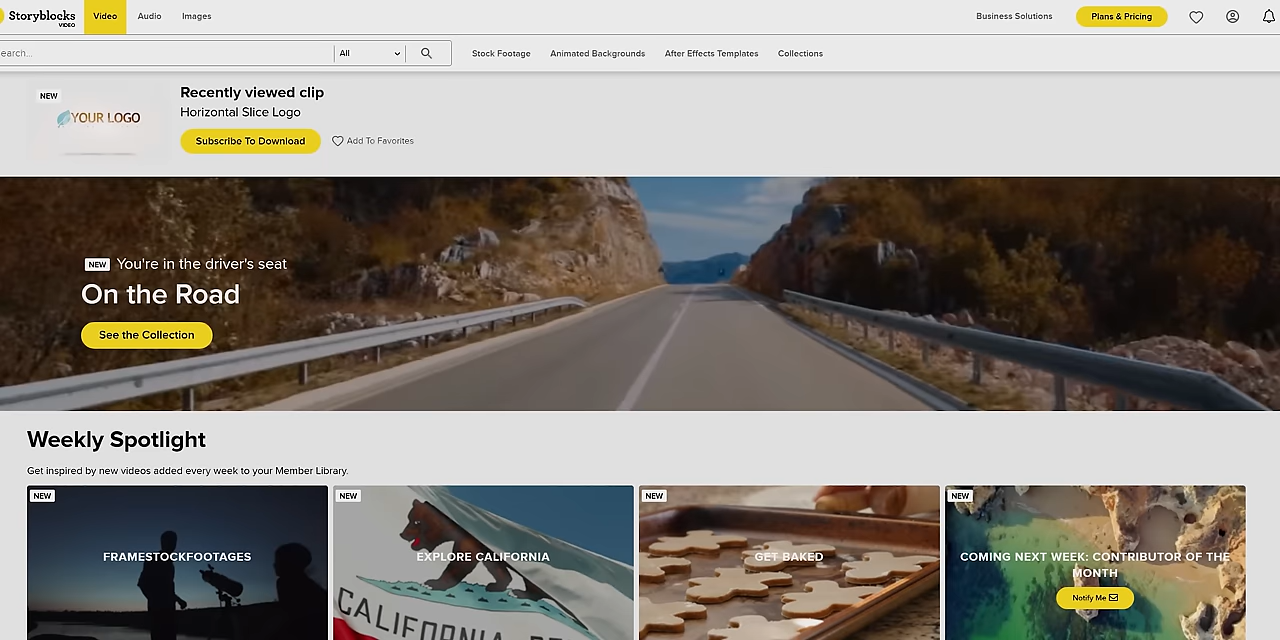 Storyblocks
VIDEO
Video
Audio
Images
Business Solutions
Plans & Pricing
earch...
All
Stock Footage
Animated Backgrounds
After Effects Templates
Collections
NEW
YOUR LOGO
Recently viewed clip
Horizontal Slice Logo
Subscribe To Download
Add To Favorites
NEW You're in the driver's seat
On the Road
See the Collection
Weekly Spotlight
Get inspired by new videos added every week to your Member Library.
NEW
FRAMESTOCKFOOTAGES
NEW
EXPLORE CALIFORNIA
CALIFORNIA RE
NEW
GET BAKED
NEW
COMING NEXT WEEK: CONTRIBUTOR OF THE
MONTH
Notify Me